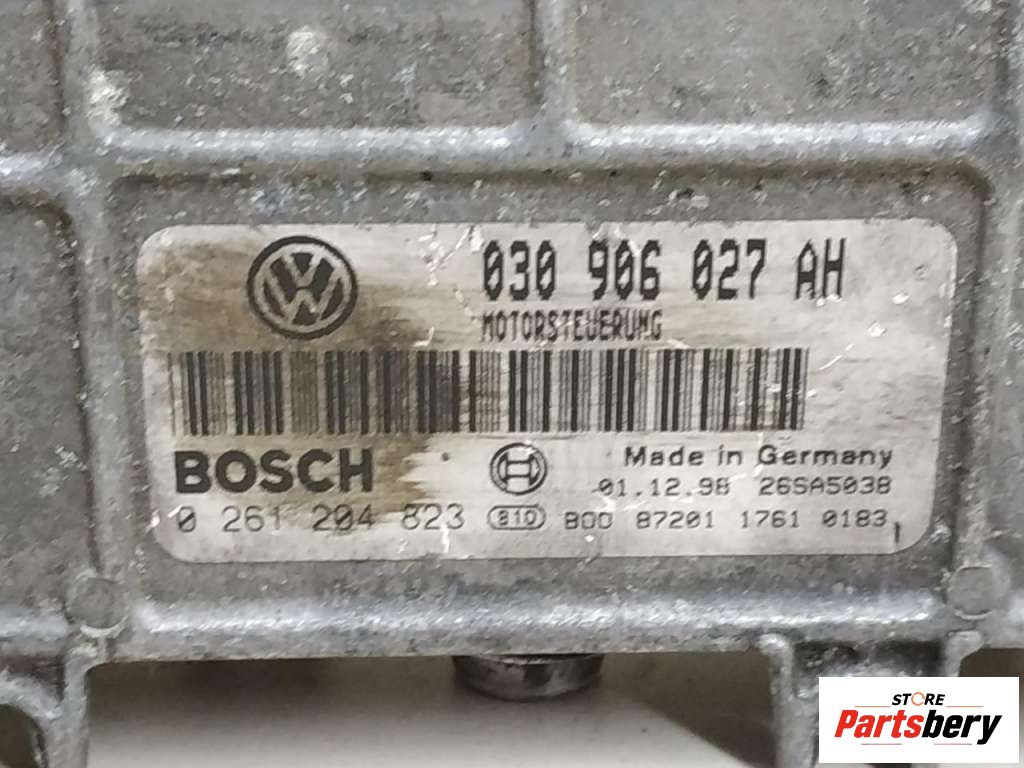 030 906 027 AH
MOTORSTEUERUNG
BOSCH
Made in Germany
01.12.98 26SA5038
0 261 204 823 010 B00 87201 1761 0183
STORE
Partsbery